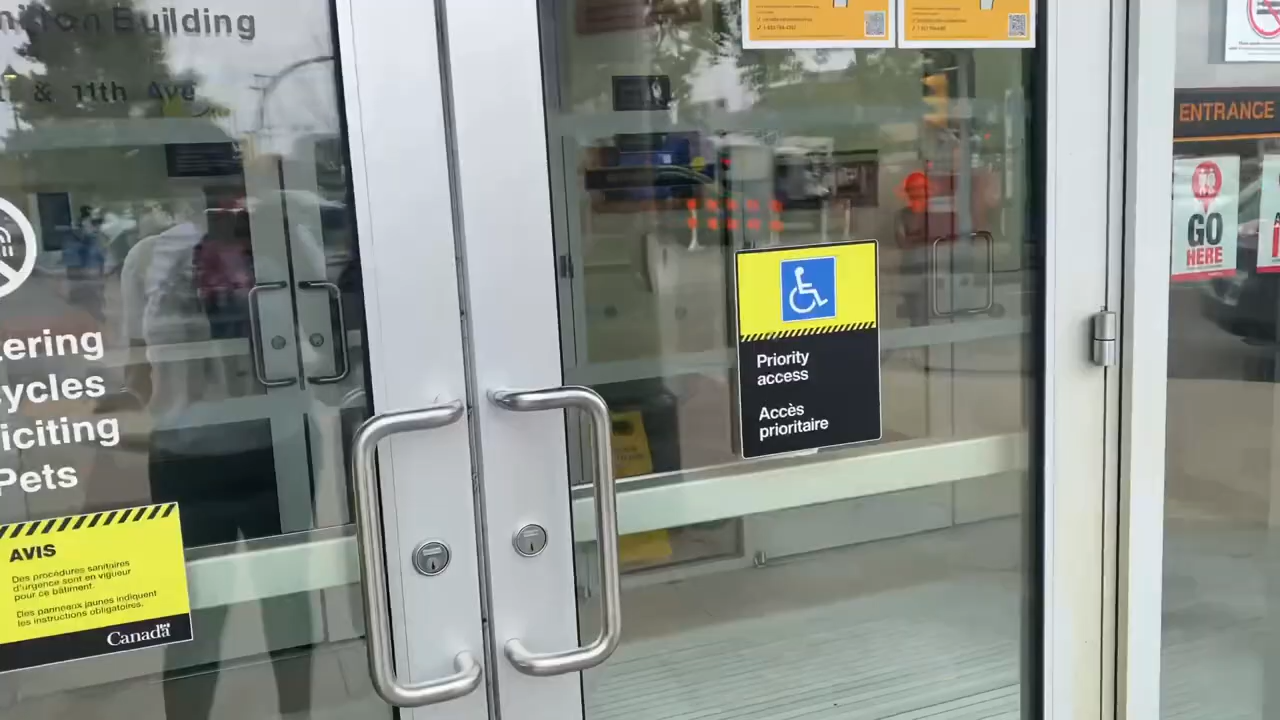 Building
& 11th Ave
tering
ycles
iciting
Pets
AVIS
Des procédures sanitaires
d'urgence sont en vigueur
pour ce bâtiment.
Des panneaux jaunes indiquent
les instructions obligatoires.
Canada
Priority
access
Accès
prioritaire
ENTRANCE
GO
HERE